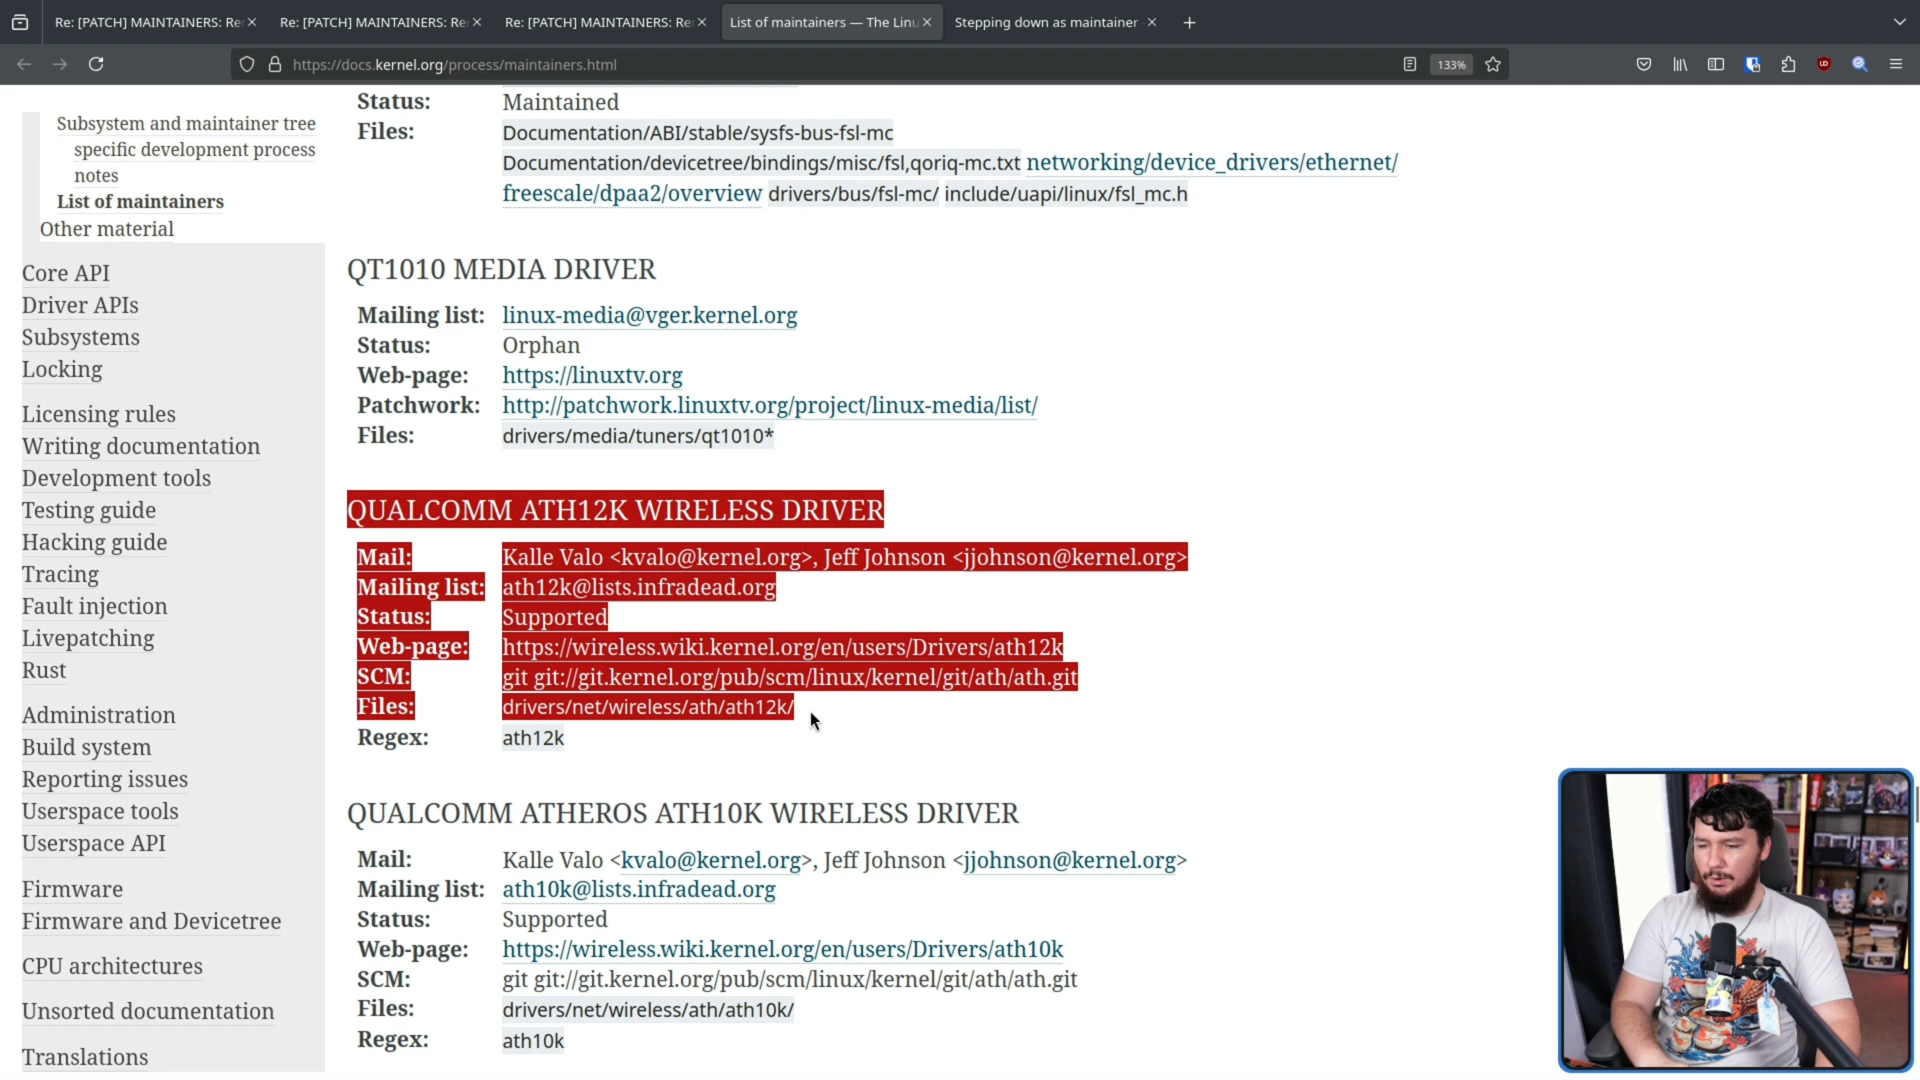 Re: [PATCH] MAINTAINERS: Re
Re: [PATCH] MAINTAINERS: Re
Re: [PATCH] MAINTAINERS: Re
List of maintainers — The Linu
Stepping down as maintainer
https://docs.kernel.org/process/maintainers.html
133%
Subsystem and maintainer tree
specific development process
notes
List of maintainers
Other material
Core API
Driver APIs
Subsystems
Locking
Licensing rules
Writing documentation
Development tools
Testing guide
Hacking guide
Tracing
Fault injection
Livepatching
Rust
Administration
Build system
Reporting issues
Userspace tools
Userspace API
Firmware
Firmware and Devicetree
CPU architectures
Unsorted documentation
Translations
Status: Maintained
Files: Documentation/ABI/stable/sysfs-bus-fsl-mc
Documentation/devicetree/bindings/misc/fsl,qoriq-mc.txt networking/device_drivers/ethernet/
freescale/dpaa2/overview drivers/bus/fsl-mc/ include/uapi/linux/fsl_mc.h
QT1010 MEDIA DRIVER
Mailing list: linux-media@vger.kernel.org
Status: Orphan
Web-page: https://linuxtv.org
Patchwork: http://patchwork.linuxtv.org/project/linux-media/list/
Files: drivers/media/tuners/qt1010*
QUALCOMM ATH12K WIRELESS DRIVER
Mail: Kalle Valo <kvalo@kernel.org>, Jeff Johnson <jjohnson@kernel.org>
Mailing list: ath12k@lists.infradead.org
Status: Supported
Web-page: https://wireless.wiki.kernel.org/en/users/Drivers/ath12k
SCM: git git://git.kernel.org/pub/scm/linux/kernel/git/ath/ath.git
Files: drivers/net/wireless/ath/ath12k/
Regex: ath12k
QUALCOMM ATHEROS ATH10K WIRELESS DRIVER
Mail: Kalle Valo <kvalo@kernel.org>, Jeff Johnson <jjohnson@kernel.org>
Mailing list: ath10k@lists.infradead.org
Status: Supported
Web-page: https://wireless.wiki.kernel.org/en/users/Drivers/ath10k
SCM: git git://git.kernel.org/pub/scm/linux/kernel/git/ath/ath.git
Files: drivers/net/wireless/ath/ath10k/
Regex: ath10k